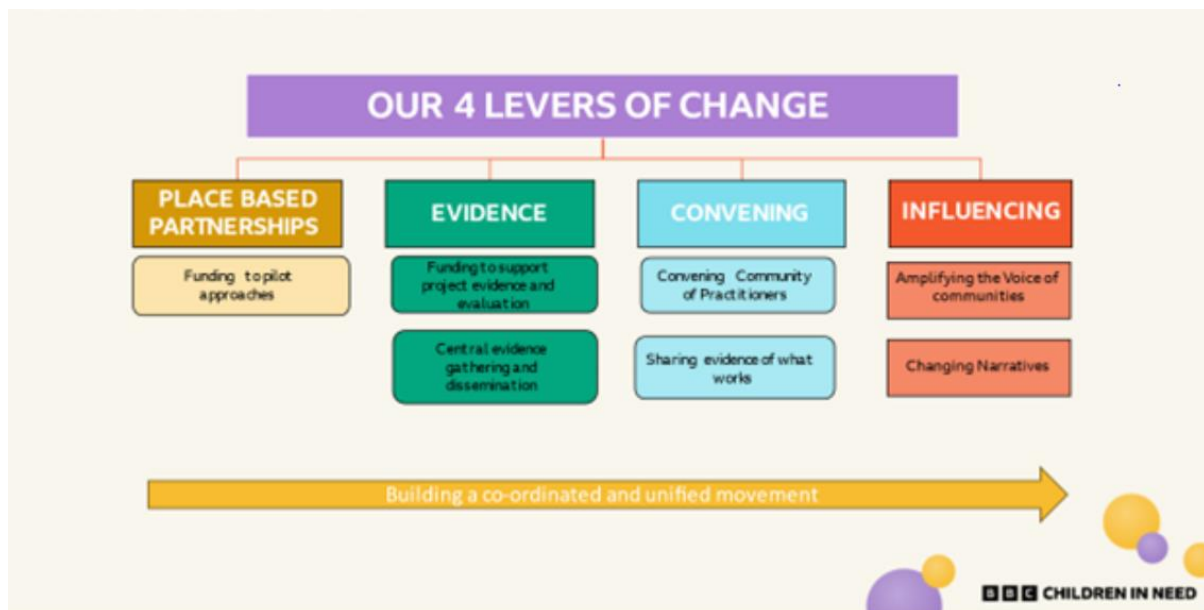 OUR 4 LEVERS OF CHANGE
PLACE BASED
PARTNERSHIPS
Funding to pilot
approaches
EVIDENCE
Funding to support
project evidence and
evaluation
Central evidence
gathering and
dissemination
CONVENING
Convening Community
of Practitioners
Sharing evidence of what
works
INFLUENCING
Amplifying the Voice of
communities
Changing Narratives
Building a co-ordinated and unified movement
BBC CHILDREN IN NEED